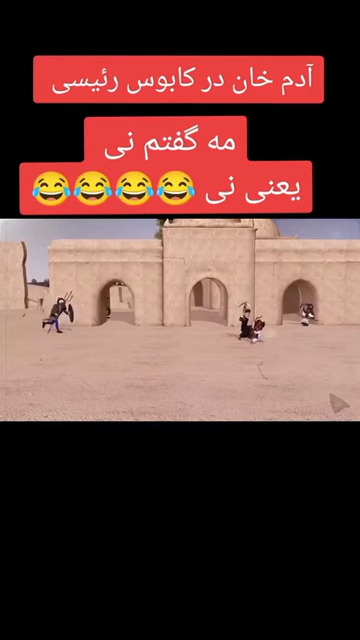 آدم خان در کابوس رئیسی
مه گفتم نی
یعنی نی 😂😂😂😂